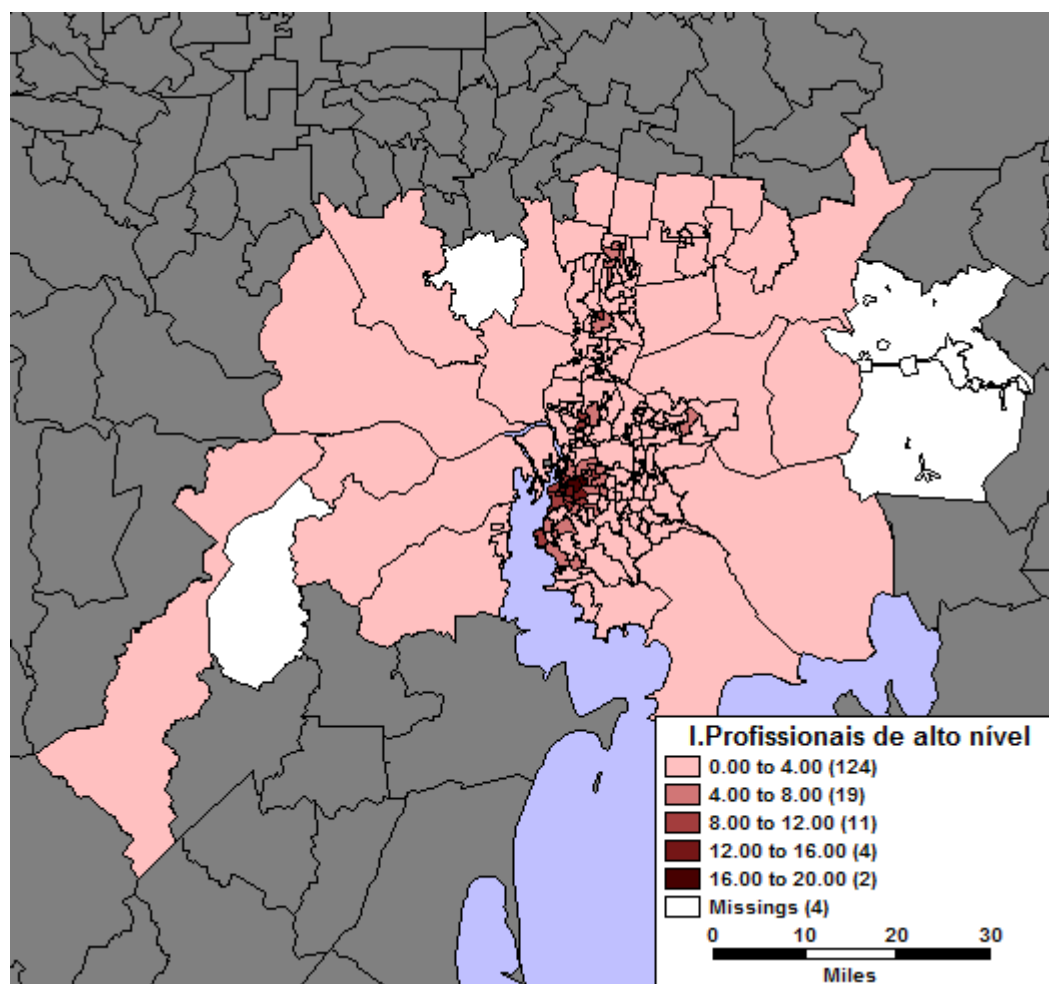 I.Profissionais de alto nível
0.00 to 4.00 (124)
4.00 to 8.00 (19)
8.00 to 12.00 (11)
12.00 to 16.00 (4)
16.00 to 20.00 (2)
Missings (4)
0 10 20 30
Miles